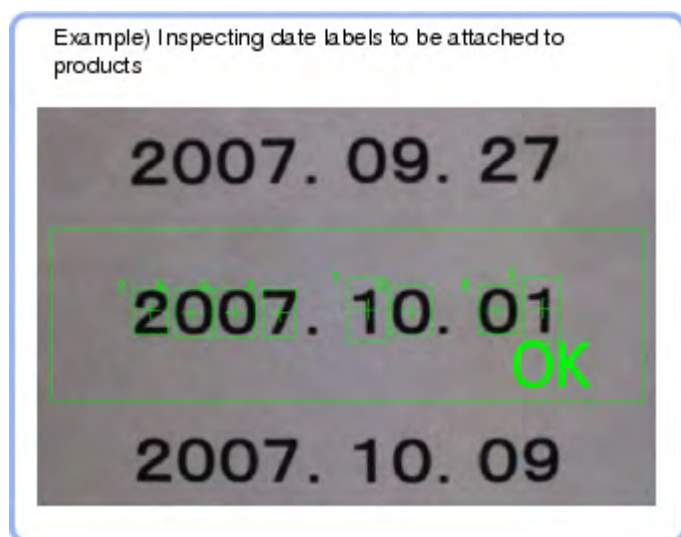 Example) Inspecting date labels to be attached to
products
2007. 09. 27
2007. 10. 01
OK
2007. 10. 09